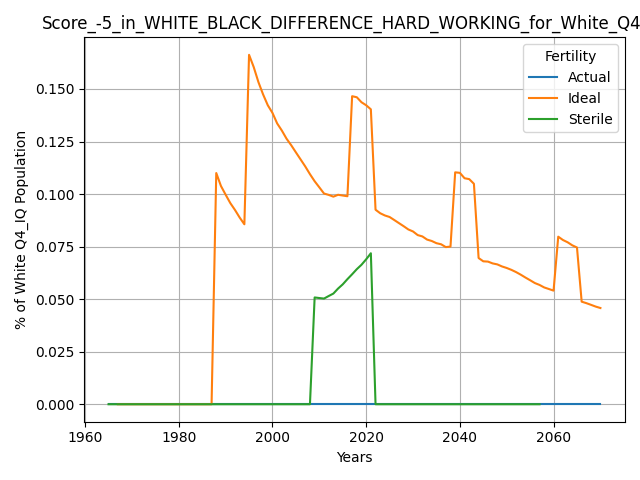 Score_-5_in_WHITE_BLACK_DIFFERENCE_HARD_WORKING_for_White_Q4
% of White Q4_IQ Population
0.150
0.125
0.100
0.075
0.050
0.025
0.000
Fertility
Actual
Ideal
Sterile
1960
1980
2000
2020
2040
2060
Years